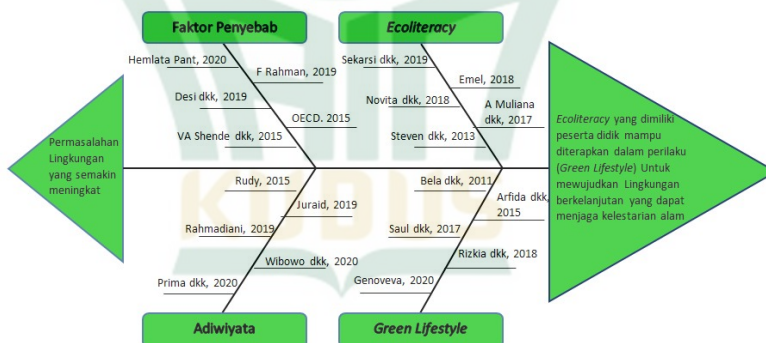 Faktor Penyebab
Ecoliteracy
Hemlata Pant, 2020
F Rahman, 2019
Desi dkk, 2019
OECD. 2015
VA Shende dkk, 2015
Sekarsi dkk, 2019
Emel, 2018
Novita dkk, 2018
A Muliana
dkk, 2017
Steven dkk, 2013
Permasalahan
Lingkungan
yang semakin
meningkat
Ecoliteracy yang dimiliki
peserta didik mampu
diterapkan dalam perilaku
(Green Lifestyle) Untuk
mewujudkan Lingkungan
berkelanjutan yang dapat
menjaga kelestarian alam
Rudy, 2015
Juraid, 2019
Rahmadiani, 2019
Wibowo dkk, 2020
Prima dkk, 2020
Bela dkk, 2011
Arfida dkk,
2015
Saul dkk, 2017
Rizkia dkk, 2018
Genoveva, 2020
Adiwiyata
Green Lifestyle
KUDUS